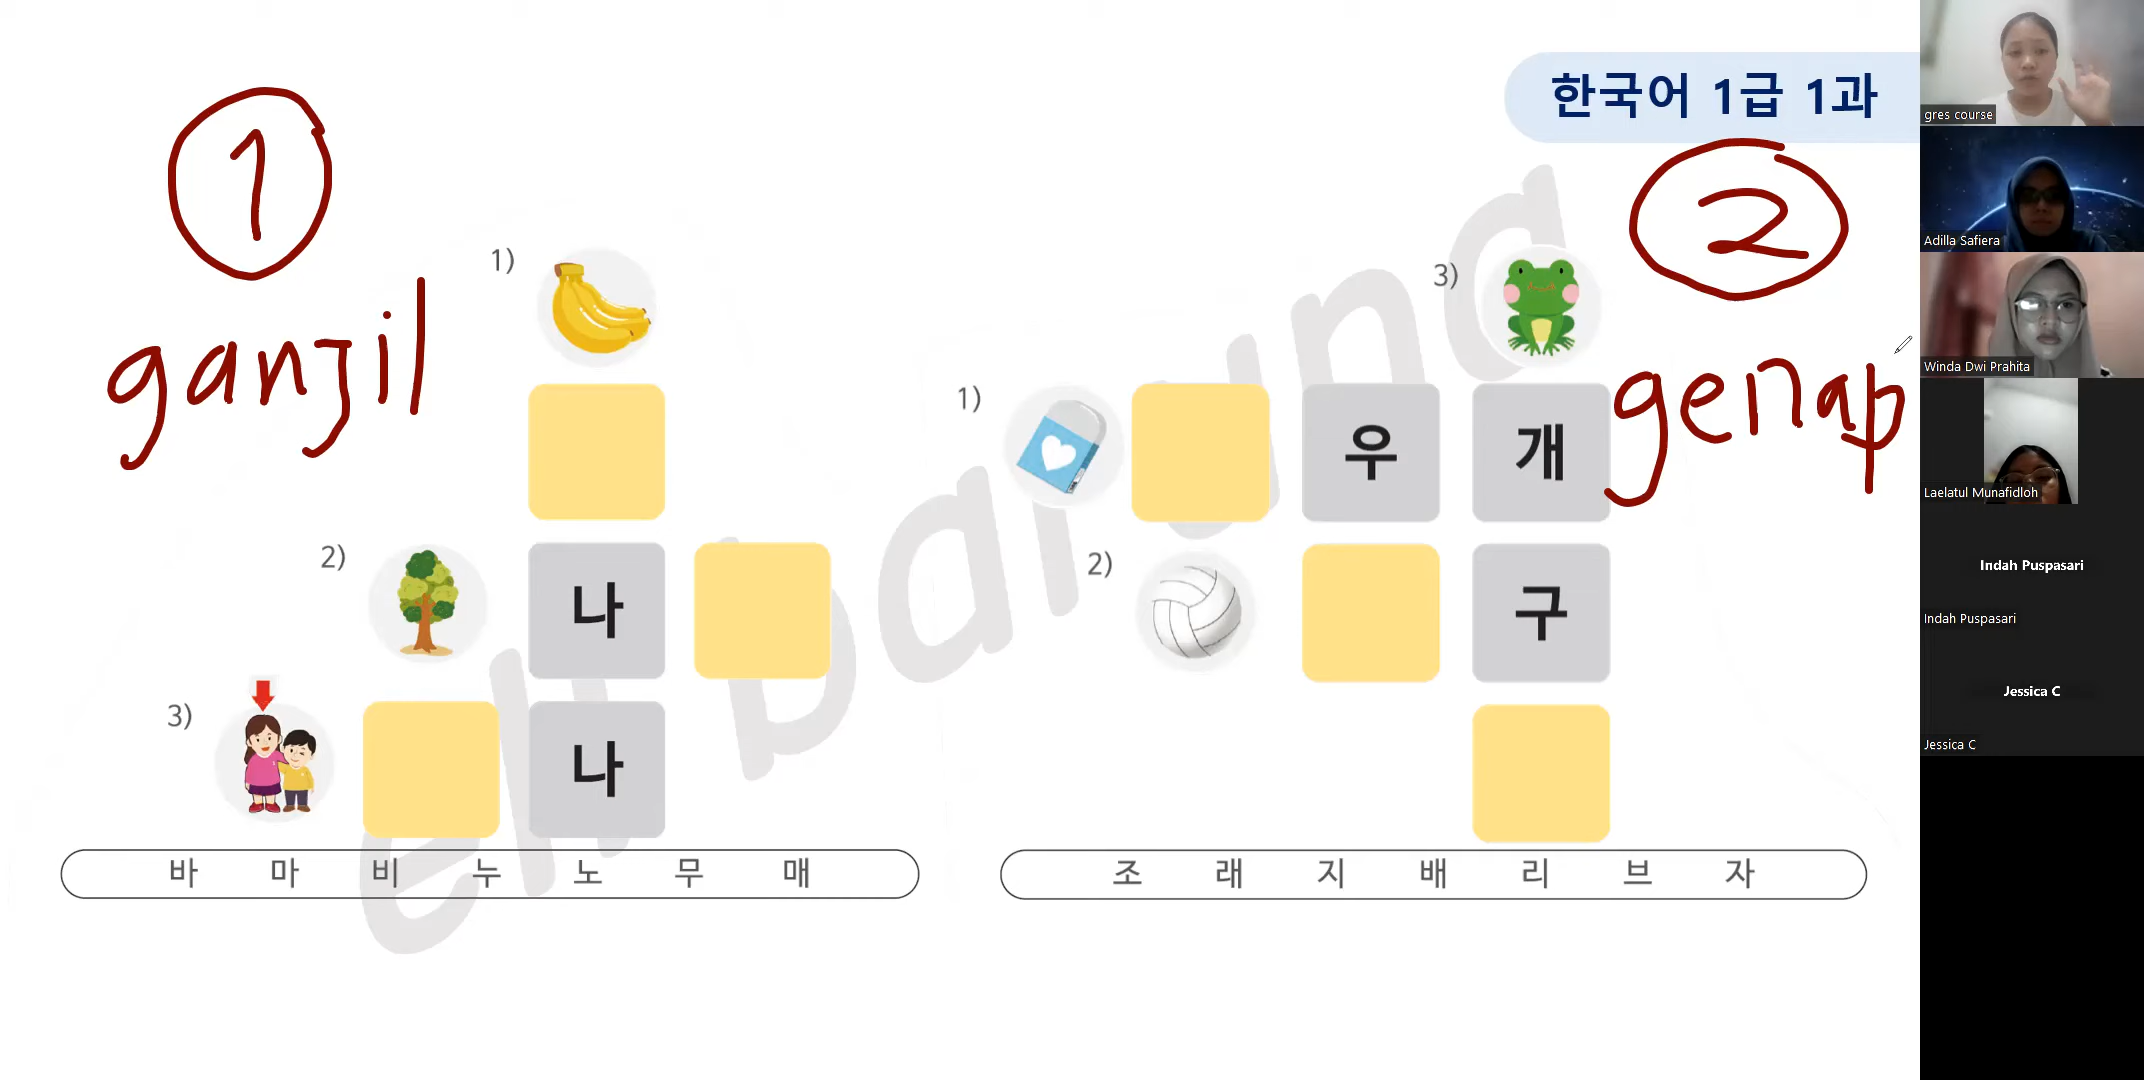 한국어 1급 1과
1
ganjil
1)
2)
나
3)
나
바 마 비 누 노 무 매
2
genap
3)
1)
우 개
2)
구
조 래 지 배 리 브 자
gres course
Adilla Safiera
Winda Dwi Prahita
Laelatul Munafidloh
Indah Puspasari
Indah Puspasari
Jessica C
Jessica C